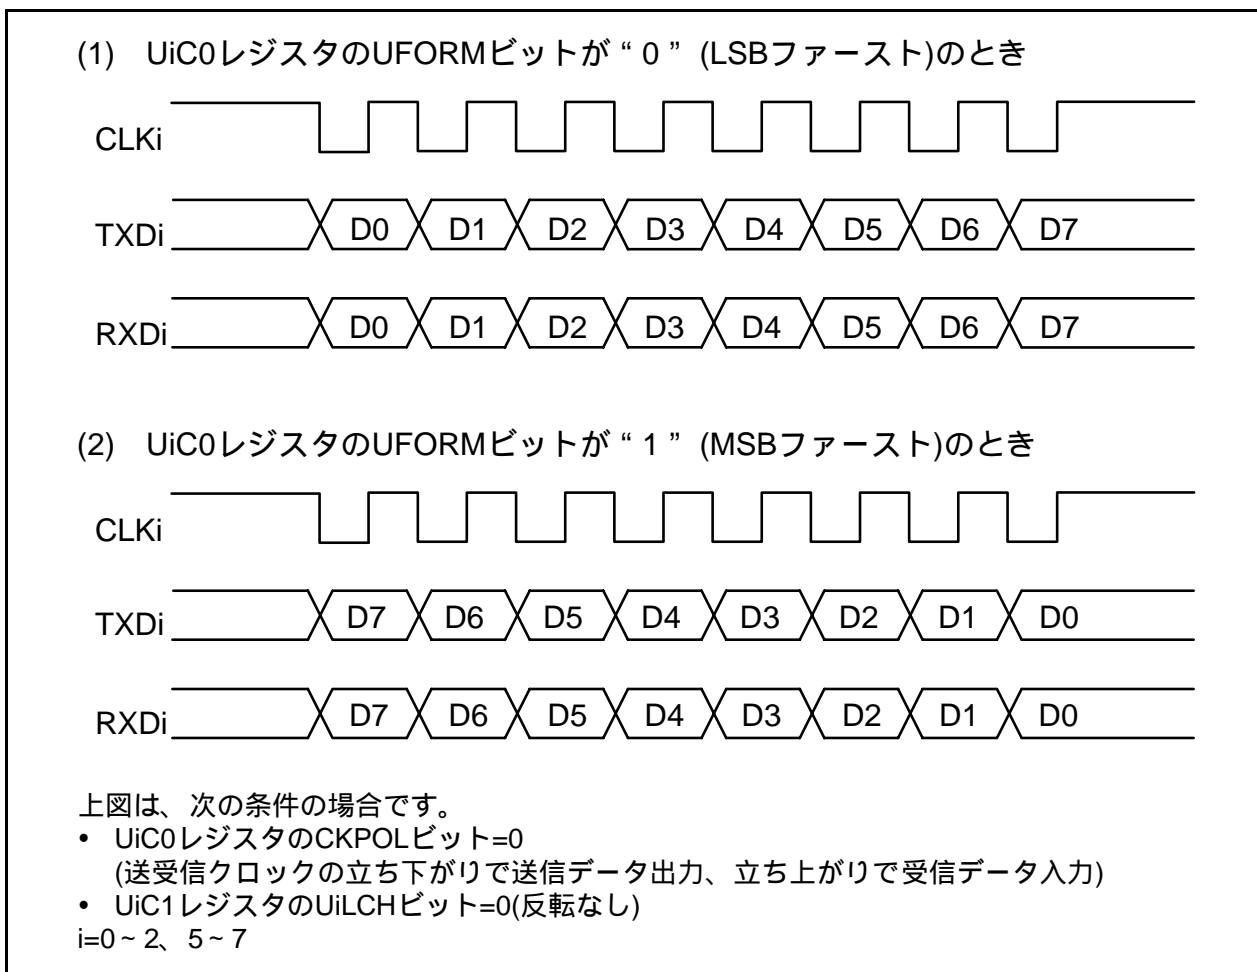 (1) UiC0レジスタのUFORMビットが“0”(LSBファースト)のとき
CLKi
TXDi D0 D1 D2 D3 D4 D5 D6 D7
RXDi D0 D1 D2 D3 D4 D5 D6 D7
(2) UiC0レジスタのUFORMビットが“1”(MSBファースト)のとき
CLKi
TXDi D7 D6 D5 D4 D3 D2 D1 D0
RXDi D7 D6 D5 D4 D3 D2 D1 D0
上図は、次の条件の場合です。
• UiC0レジスタのCKPOLビット=0
(送受信クロックの立ち下がりで送信データ出力、立ち上がりで受信データ入力)
• UiC1レジスタのUiLCHビット=0(反転なし)
i=0~2、5~7